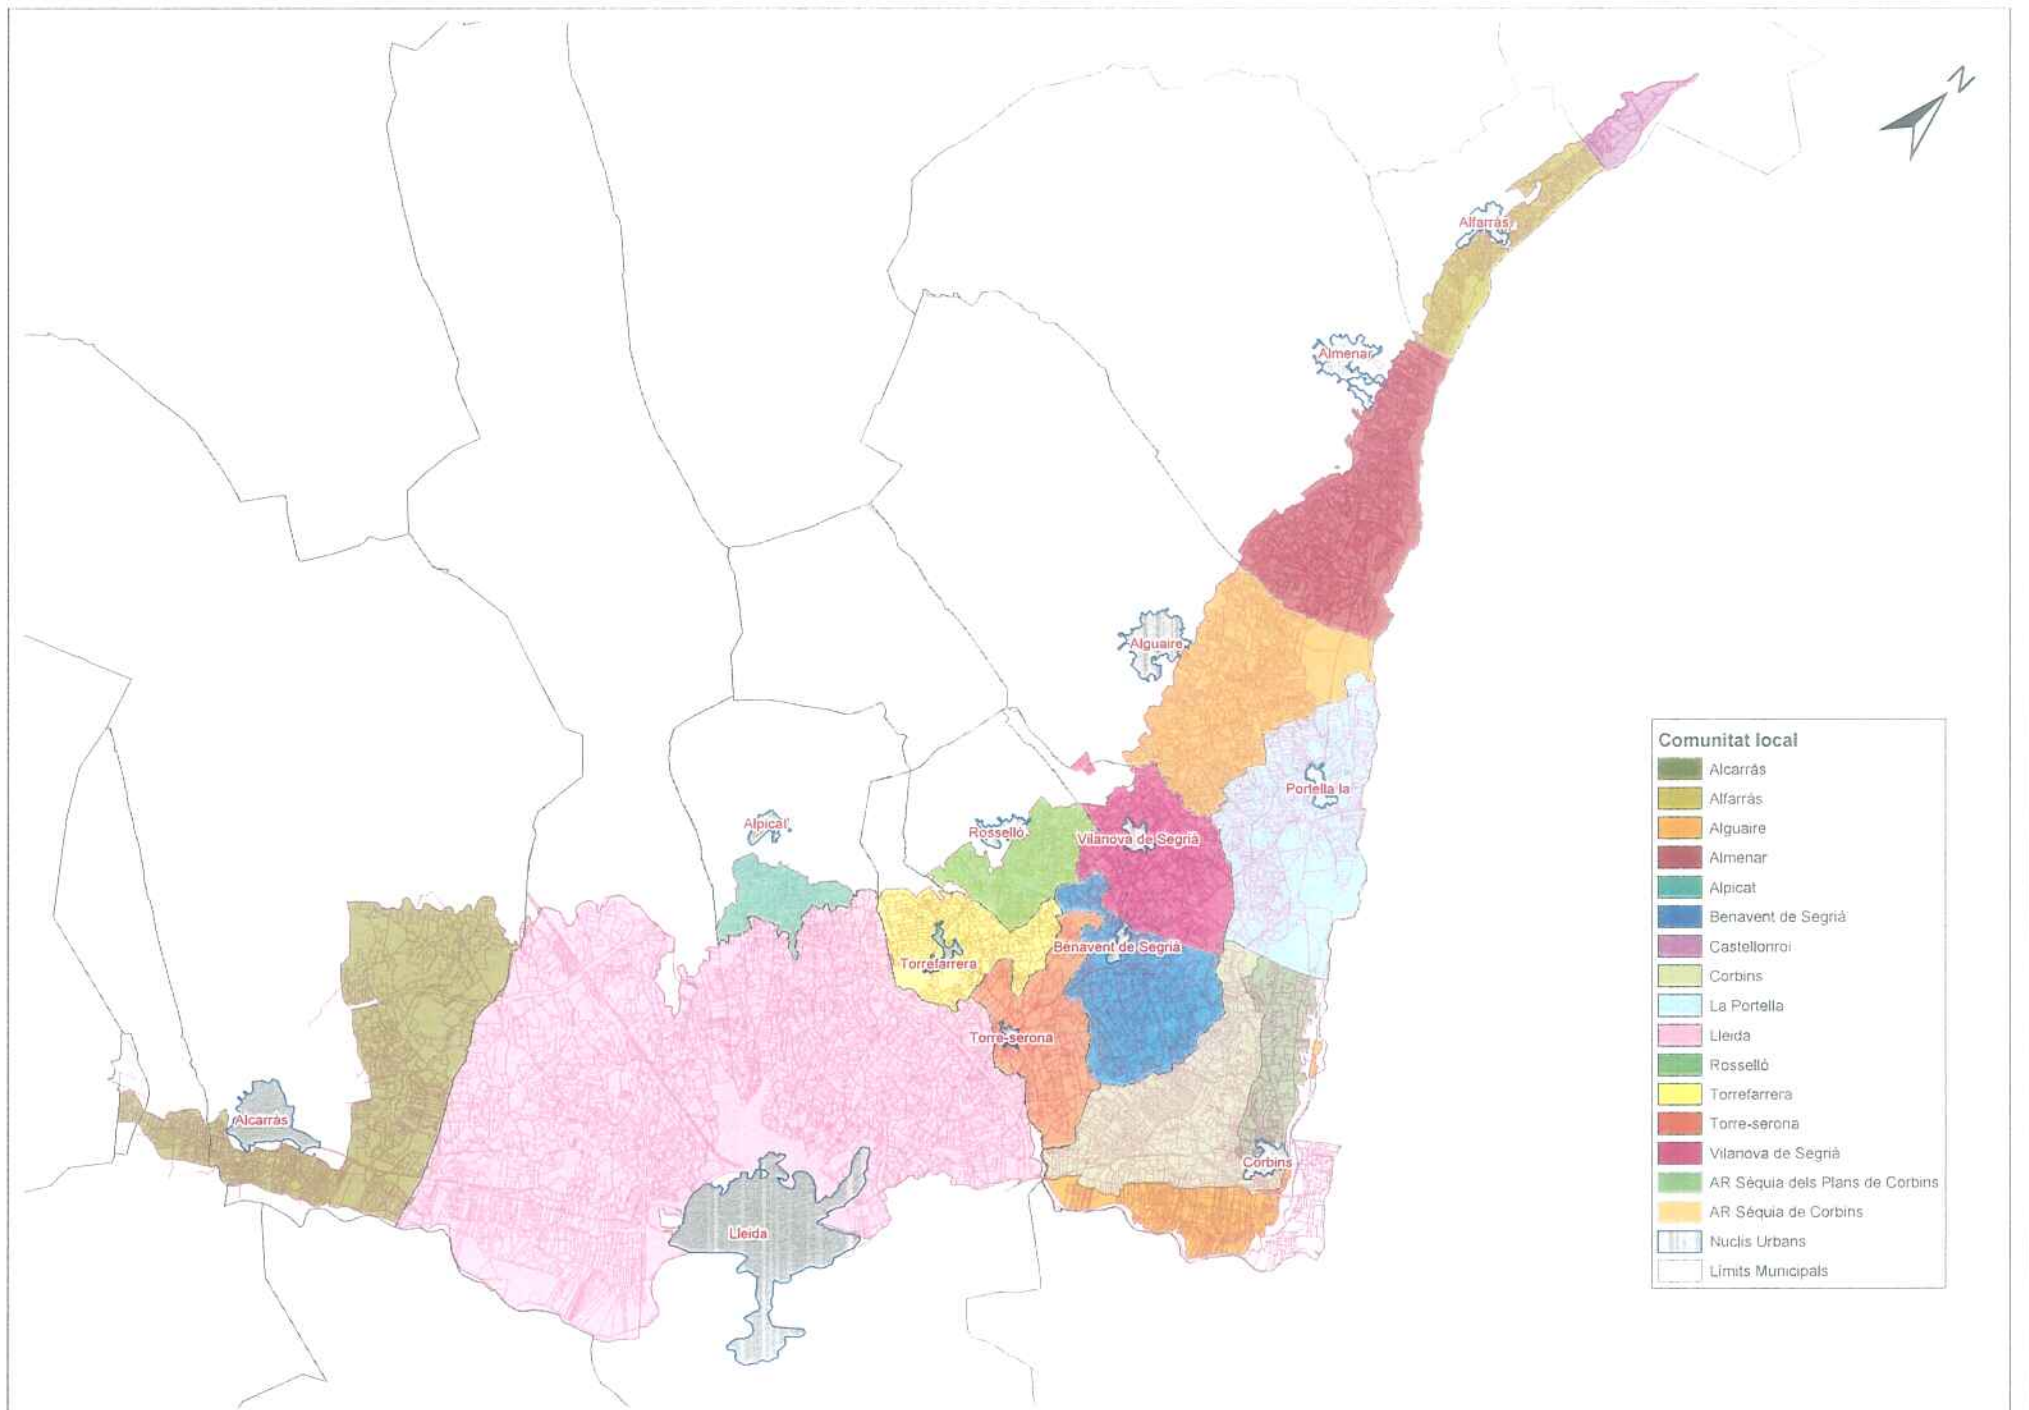 N
Alfarràs
Almenar
Alguaire
Portella la
Alpicat
Rosselló
Vilanova de Segrià
Benavent de Segrià
Torrefarrera
Torre-serona
Alcarràs
Corbins
Lleida
Comunitat local
Alcarràs
Alfarràs
Alguaire
Almenar
Alpicat
Benavent de Segrià
Castellonroi
Corbins
La Portella
Lleida
Rosselló
Torrefarrera
Torre-serona
Vilanova de Segrià
AR Séquia dels Plans de Corbins
AR Séquia de Corbins
Nuclis Urbans
Límits Municipals